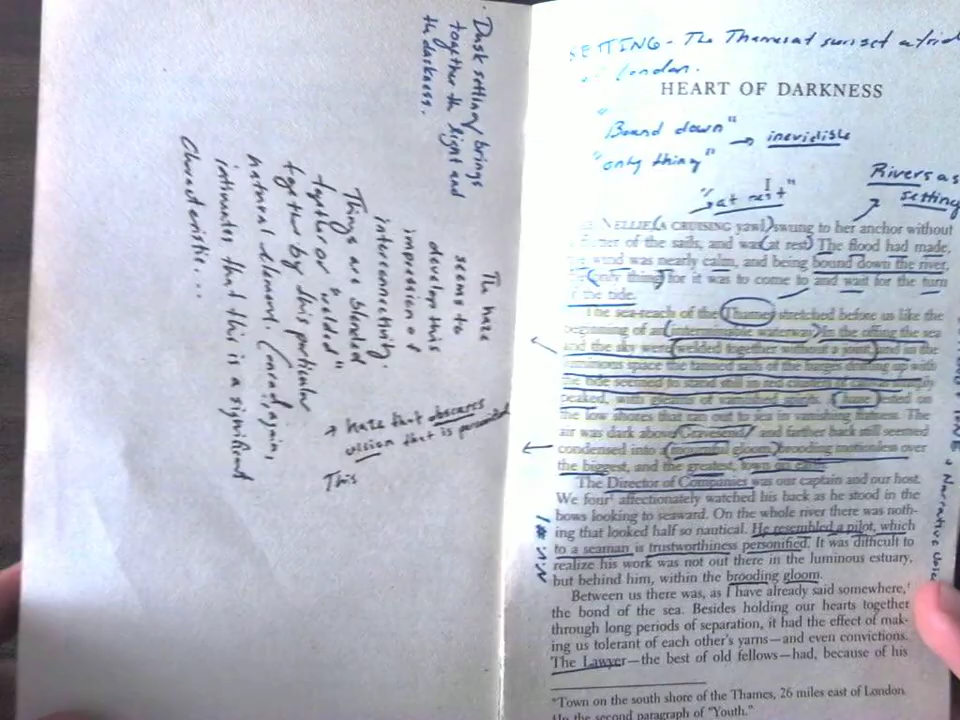 . Dusk setting brings
together the light and
the darkness.
The haze
seems to
develop this
impression of
interconnectivity.
Things are blended
together or "welded"
together by this particular
natural element. (
intimates that this is a significant
characteristic...
→ haze that obscures
vision that is
This
SETTING - The Thames at sunset
London.
HEART OF DARKNESS
"Bound down"
→ inevidible
"only thing"
"at rest"
Rivers as
setting
NELLIE, A CRUISING yawl, swung to her anchor without
of the sails, and was at rest. The flood had made,
wind was nearly calm, and being bound down the river,
only thing for it was to come to and wait for the turn
the tide.
The sea-reach of the Thames stretched before us like the
beginning of an interminable waterway. In the offing the sea
and the sky were welded together without a joint, and in the
luminous space the tanned sails of the barges drifting up with
the tide seemed to stand still in red clusters of canvas sharply
peaked, with gleams of varnished sprits. A haze rested on
the low shores that ran out to sea in vanishing flatness. The
air was dark above Gravesend, and farther back still seemed
condensed into a mournful gloom, brooding motionless over
the biggest, and the greatest, town on earth.
The Director of Companies was our captain and our host.
We four affectionately watched his back as he stood in the
bows looking to seaward. On the whole river there was noth-
ing that looked half so nautical. He resembled a pilot, which
to a seaman is trustworthiness personified. It was difficult to
realize his work was not out there in the luminous estuary,
but behind him, within the brooding gloom.
Between us there was, as I have already said somewhere,
the bond of the sea. Besides holding our hearts together
through long periods of separation, it had the effect of mak-
ing us tolerant of each other's yarns—and even convictions.
The Lawyer—the best of old fellows—had, because of his
Town on the south shore of the Thames, 26 miles east of London.
In the second paragraph of "Youth."
Narrative Voice